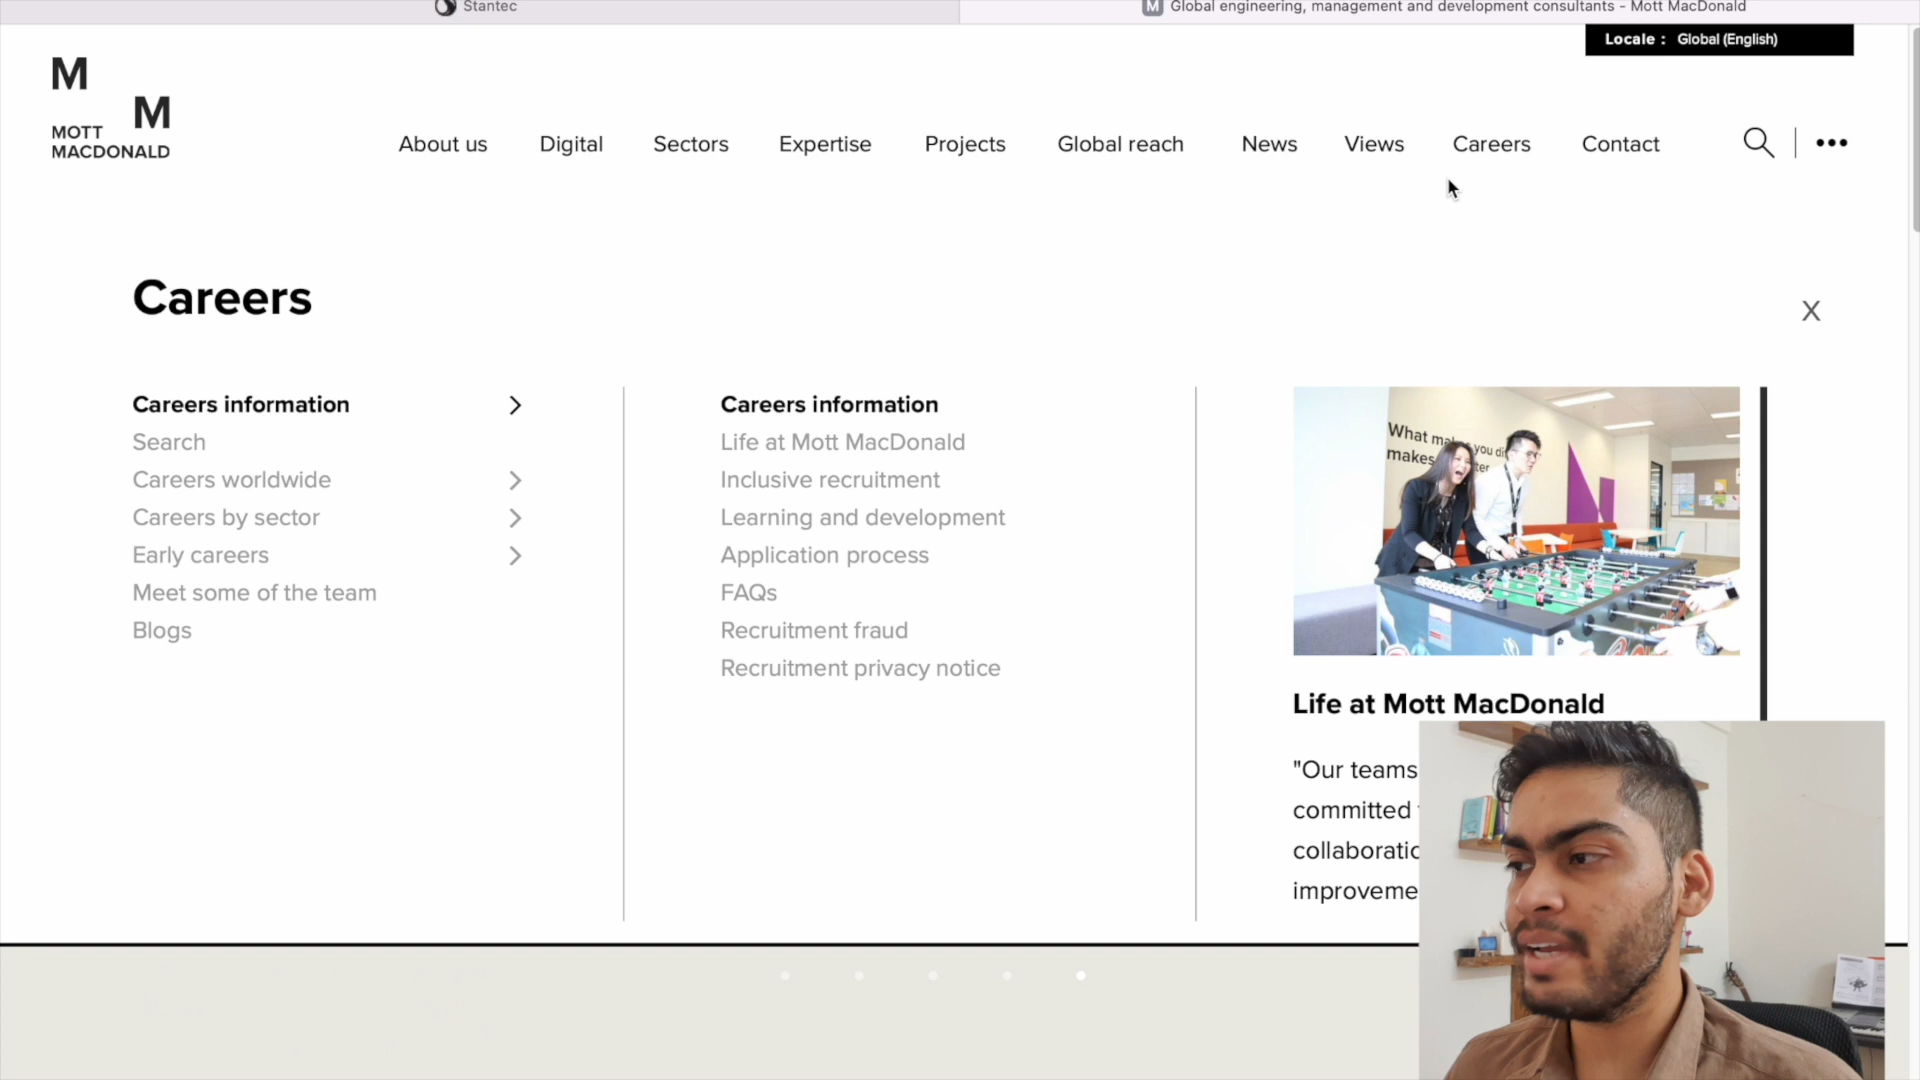 Stantec
M Global engineering, management and development consultants - Mott MacDonald
Locale : Global (English)
M
M
MOTT
MACDONALD
About us Digital Sectors Expertise Projects Global reach News Views Careers Contact
Careers
X
Careers information
Search
Careers worldwide
Careers by sector
Early careers
Meet some of the team
Blogs
Careers information
Life at Mott MacDonald
Inclusive recruitment
Learning and development
Application process
FAQs
Recruitment fraud
Recruitment privacy notice
What you
makes
Life at Mott MacDonald
"Our teams
committed